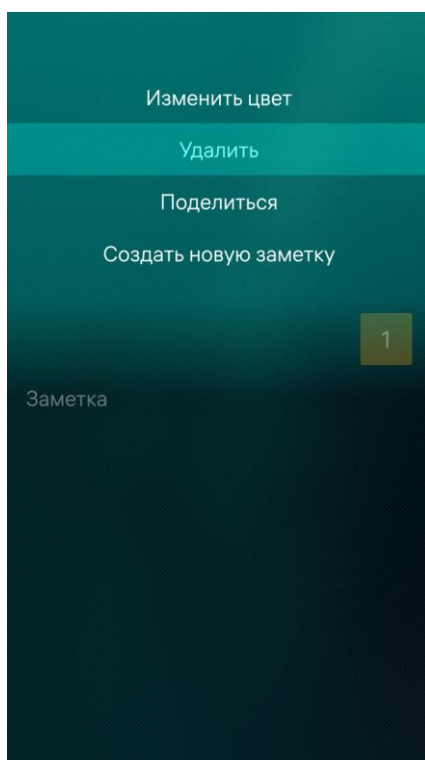 Изменить цвет
Удалить
Поделиться
Создать новую заметку
1
Заметка